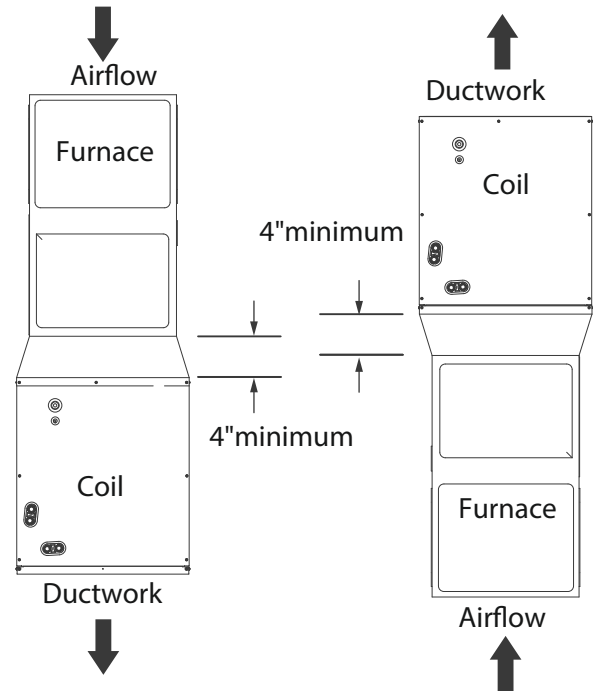 Airflow
Furnace
4"minimum
Coil
Ductwork
Ductwork
Coil
4"minimum
Furnace
Airflow